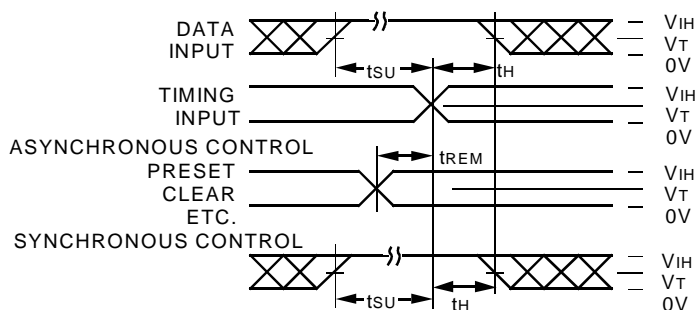 DATA
INPUT
tSU
tH
VIH
VT
0V
TIMING
INPUT
VIH
VT
0V
ASYNCHRONOUS CONTROL
tREM
PRESET
CLEAR
ETC.
VIH
VT
0V
SYNCHRONOUS CONTROL
tSU
tH
VIH
VT
0V